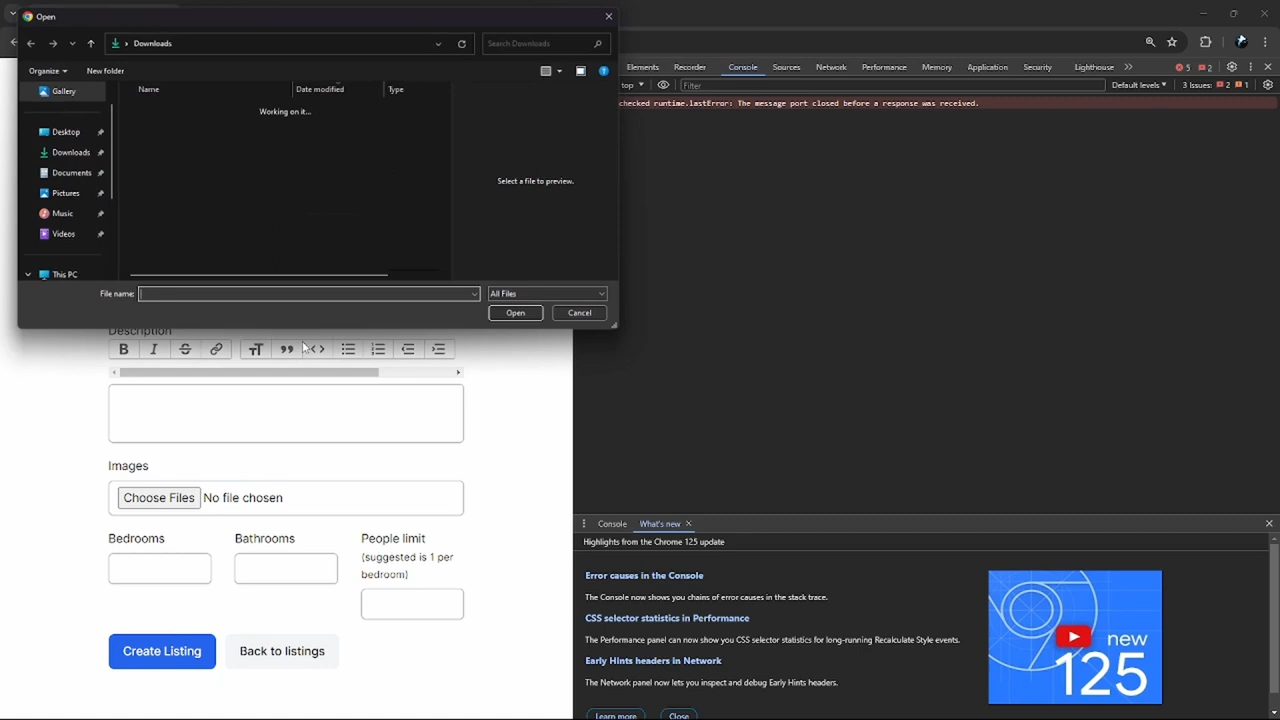 Open
Downloads
Search Downloads
Organize
New folder
Gallery
Desktop
Downloads
Documents
Pictures
Music
Videos
This PC
Name
Date modified
Type
Working on it...
Select a file to preview.
File name:
All Files
Open
Cancel
Elements
Recorder
Console
Sources
Network
Performance
Memory
Application
Security
Lighthouse
5
2
top
Filter
Default levels
3 Issues:
2
1
checked runtime.lastError: The message port closed before a response was received.
Description
Images
Choose Files No file chosen
Bedrooms
Bathrooms
People limit
(suggested is 1 per
bedroom)
Create Listing
Back to listings
Console
What's new
Highlights from the Chrome 125 update
Error causes in the Console
The Console now shows you chains of error causes in the stack trace.
CSS selector statistics in Performance
The Performance panel can now show you CSS selector statistics for long-running Recalculate Style events.
Early Hints headers in Network
The Network panel now lets you inspect and debug Early Hints headers.
Learn more
Close
new
125